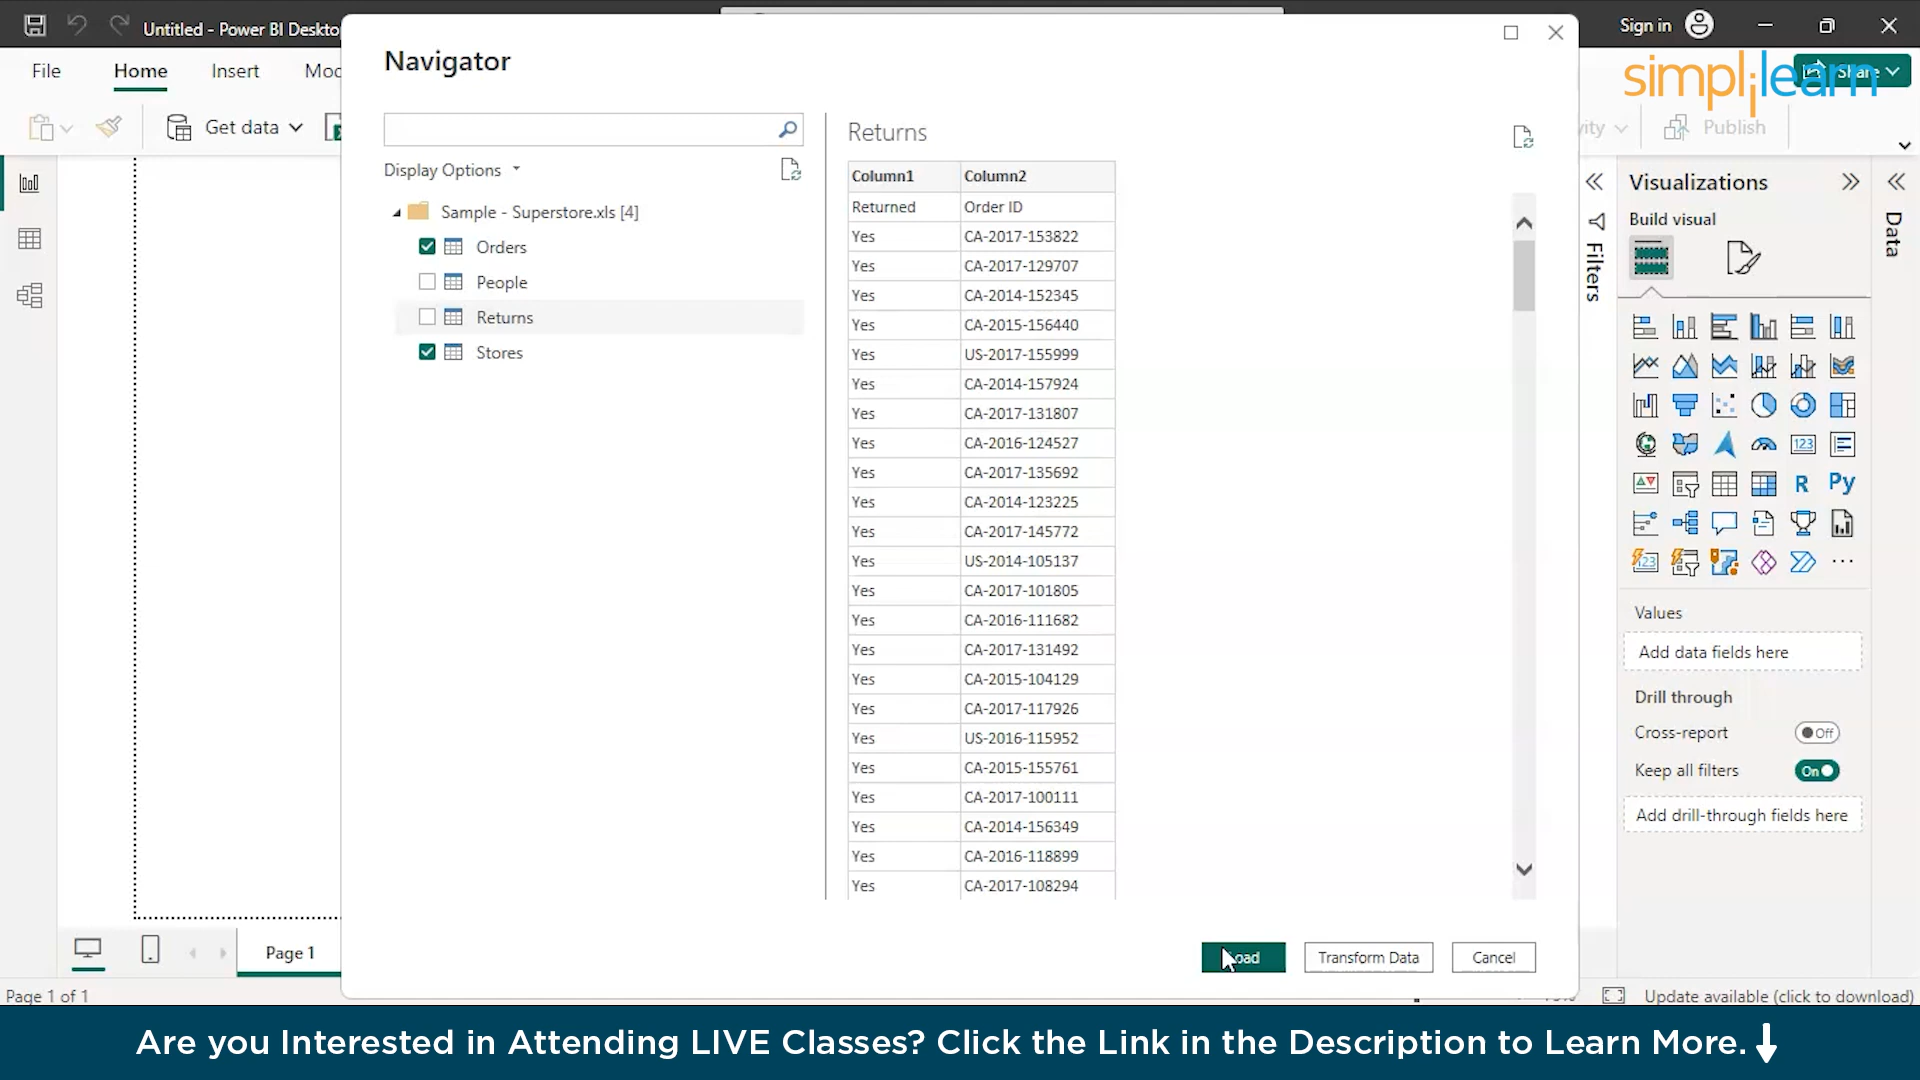 Untitled - Power BI Deskto
Sign in
File
Home
Insert
Share
simplilearn
Get data
Publish
Navigator
Display Options
Sample - Superstore.xls [4]
Orders
People
Returns
Stores
Returns
Column1 Column2
Returned Order ID
Yes CA-2017-153822
Yes CA-2017-129707
Yes CA-2014-152345
Yes CA-2015-156440
Yes US-2017-155999
Yes CA-2014-157924
Yes CA-2017-131807
Yes CA-2016-124527
Yes CA-2017-135692
Yes CA-2014-123225
Yes CA-2017-145772
Yes US-2014-105137
Yes CA-2017-101805
Yes CA-2016-111682
Yes CA-2017-131492
Yes CA-2015-104129
Yes CA-2017-117926
Yes US-2016-115952
Yes CA-2015-155761
Yes CA-2017-100111
Yes CA-2014-156349
Yes CA-2016-118899
Yes CA-2017-108294
Load
Transform Data
Cancel
Filters
Visualizations
Build visual
Data
123
R
Py
123
Values
Add data fields here
Drill through
Cross-report
Off
Keep all filters
On
Add drill-through fields here
Page 1
Page 1 of 1
Update available (click to download)
Are you Interested in Attending LIVE Classes? Click the Link in the Description to Learn More.